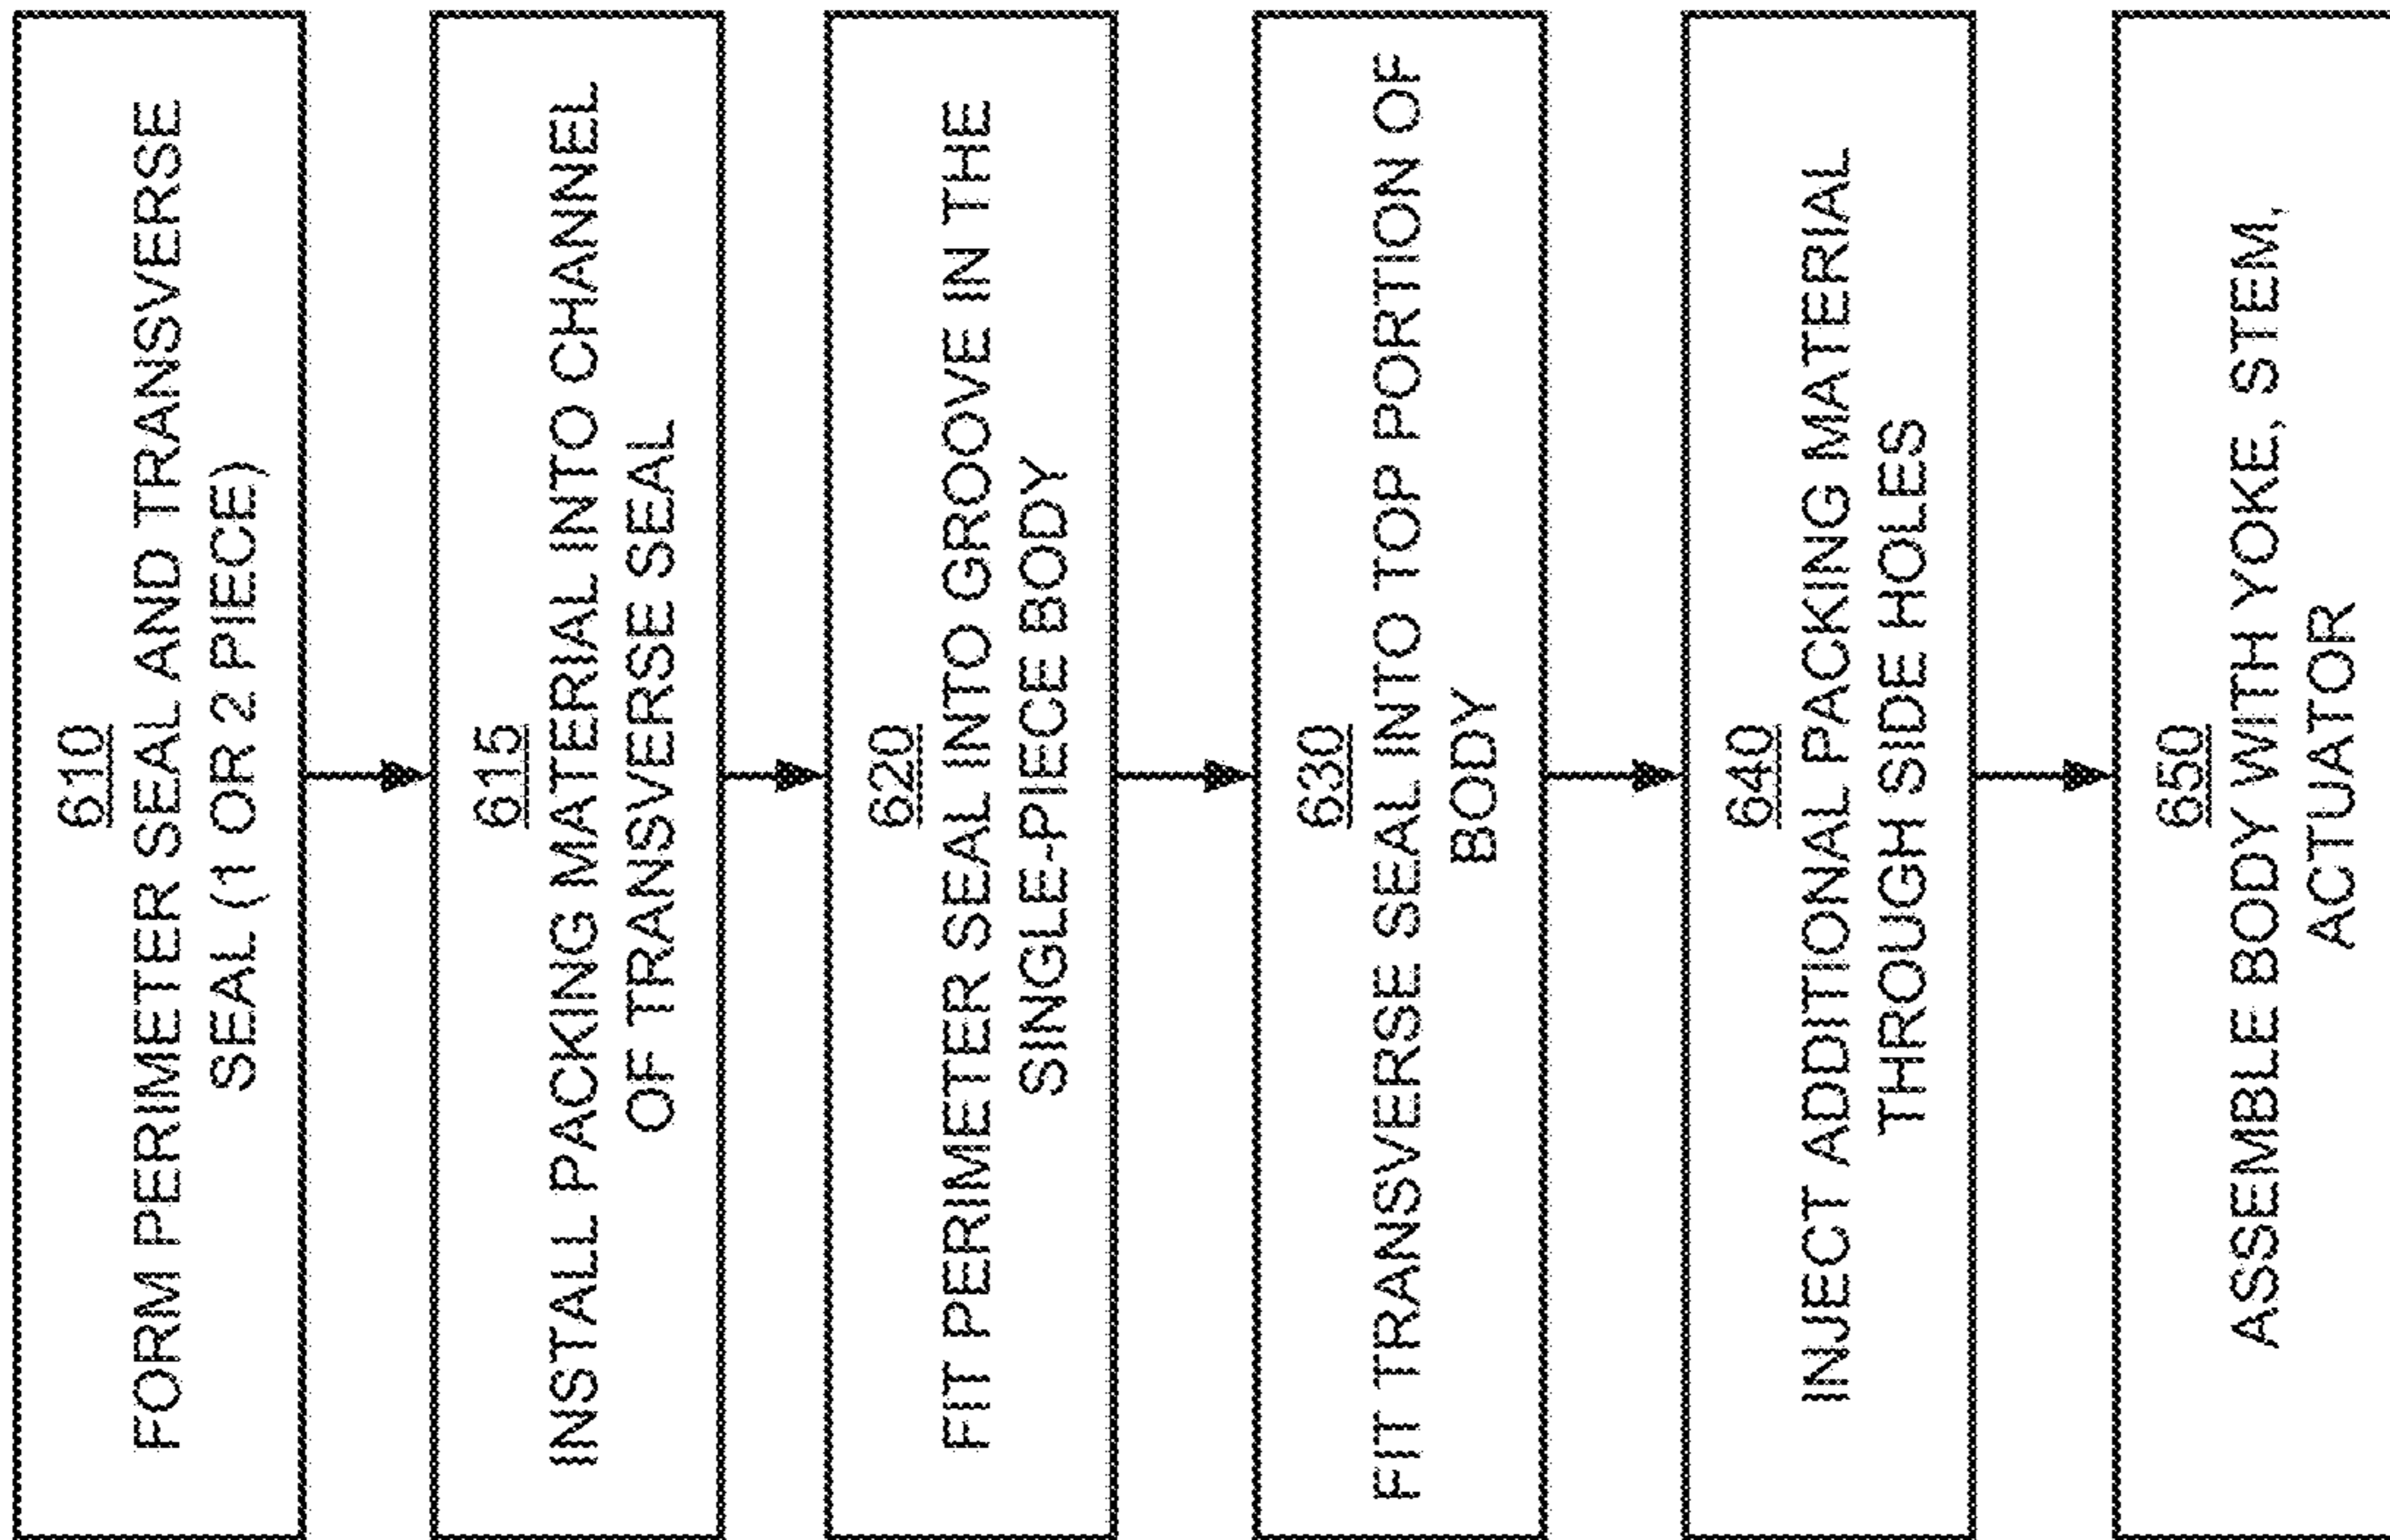 610
FORM PERIMETER SEAL AND TRANSVERSE
SEAL (1 OR 2 PIECE)
615
INSTALL PACKING MATERIAL INTO CHANNEL
OF TRANSVERSE SEAL
620
FIT PERIMETER SEAL INTO GROOVE IN THE
SINGLE-PIECE BODY
630
FIT TRANSVERSE SEAL INTO TOP PORTION OF
BODY
640
INJECT ADDITIONAL PACKING MATERIAL
THROUGH SIDE HOLES
650
ASSEMBLE BODY WITH YOKE, STEM,
ACTUATOR